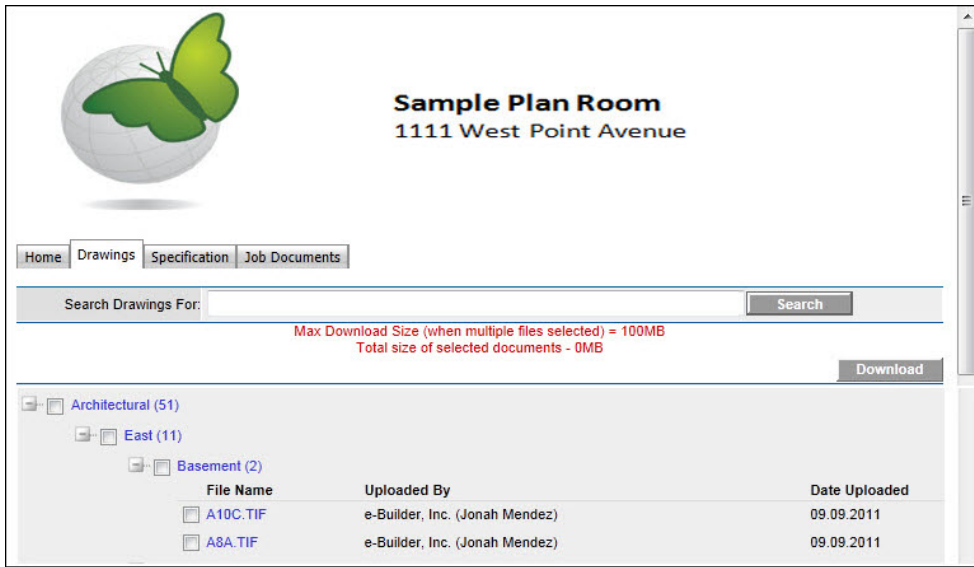 Sample Plan Room
1111 West Point Avenue
Home Drawings Specification Job Documents
Search Drawings For: Search
Max Download Size (when multiple files selected) = 100MB
Total size of selected documents - 0MB
Download
Architectural (51)
East (11)
Basement (2)
File Name Uploaded By Date Uploaded
A10C.TIF e-Builder, Inc. (Jonah Mendez) 09.09.2011
A8A.TIF e-Builder, Inc. (Jonah Mendez) 09.09.2011